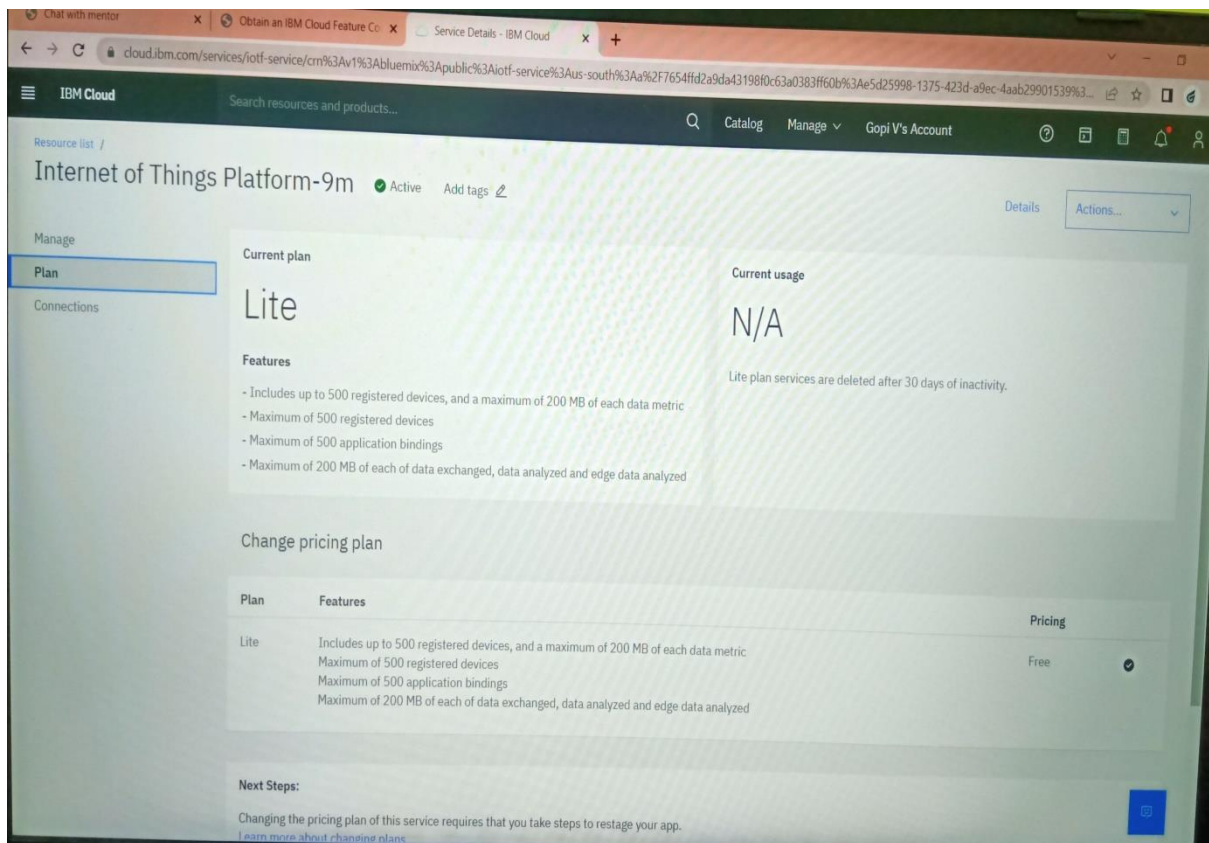 Chat with mentor
Obtain an IBM Cloud Feature Co
Service Details - IBM Cloud
cloud.ibm.com/services/iotf-service/crn%3Av1%3Abluemix%3Apublic%3Aiotf-service%3Aus-south%3Aa%2F7654ffd2a9da43198f0c63a0383ff60b%3Ae5d25998-1375-423d-a9ec-4aab29901539%3...
IBM Cloud
Search resources and products...
Catalog
Manage
Gopi V's Account
Resource list /
Internet of Things Platform-9m
Active
Add tags
Details
Actions...
Manage
Plan
Connections
Current plan
Lite
Features
- Includes up to 500 registered devices, and a maximum of 200 MB of each data metric
- Maximum of 500 registered devices
- Maximum of 500 application bindings
- Maximum of 200 MB of each of data exchanged, data analyzed and edge data analyzed
Current usage
N/A
Lite plan services are deleted after 30 days of inactivity.
Change pricing plan
Plan Features Pricing
Lite Includes up to 500 registered devices, and a maximum of 200 MB of each data metric
Maximum of 500 registered devices
Maximum of 500 application bindings
Maximum of 200 MB of each of data exchanged, data analyzed and edge data analyzed
Free
Next Steps:
Changing the pricing plan of this service requires that you take steps to restage your app.
Learn more about changing plans